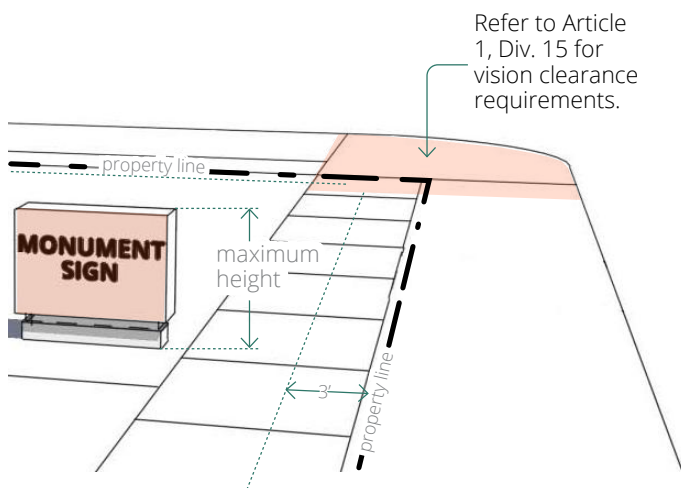 Refer to Article
1, Div. 15 for
vision clearance
requirements.
property line
MONUMENT
SIGN
maximum
height
3'
property line